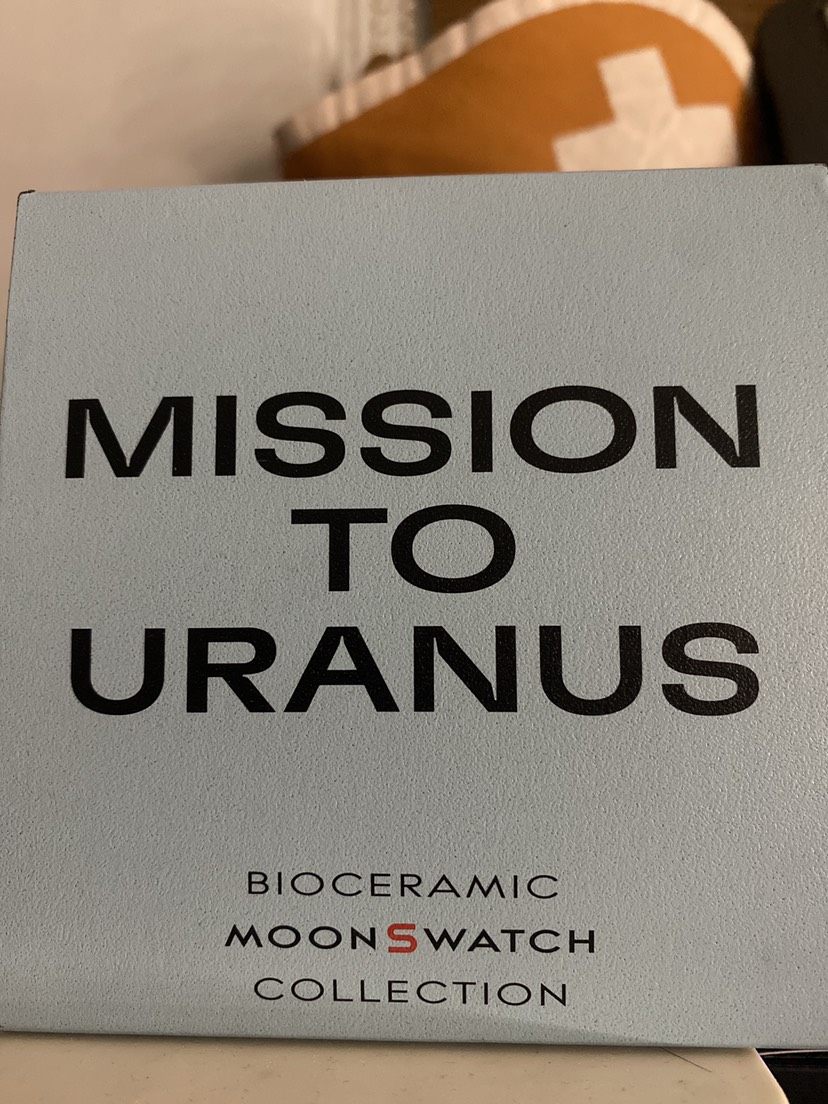 MISSION
TO
URANUS
BIOCERAMIC
MOONSWATCH
COLLECTION